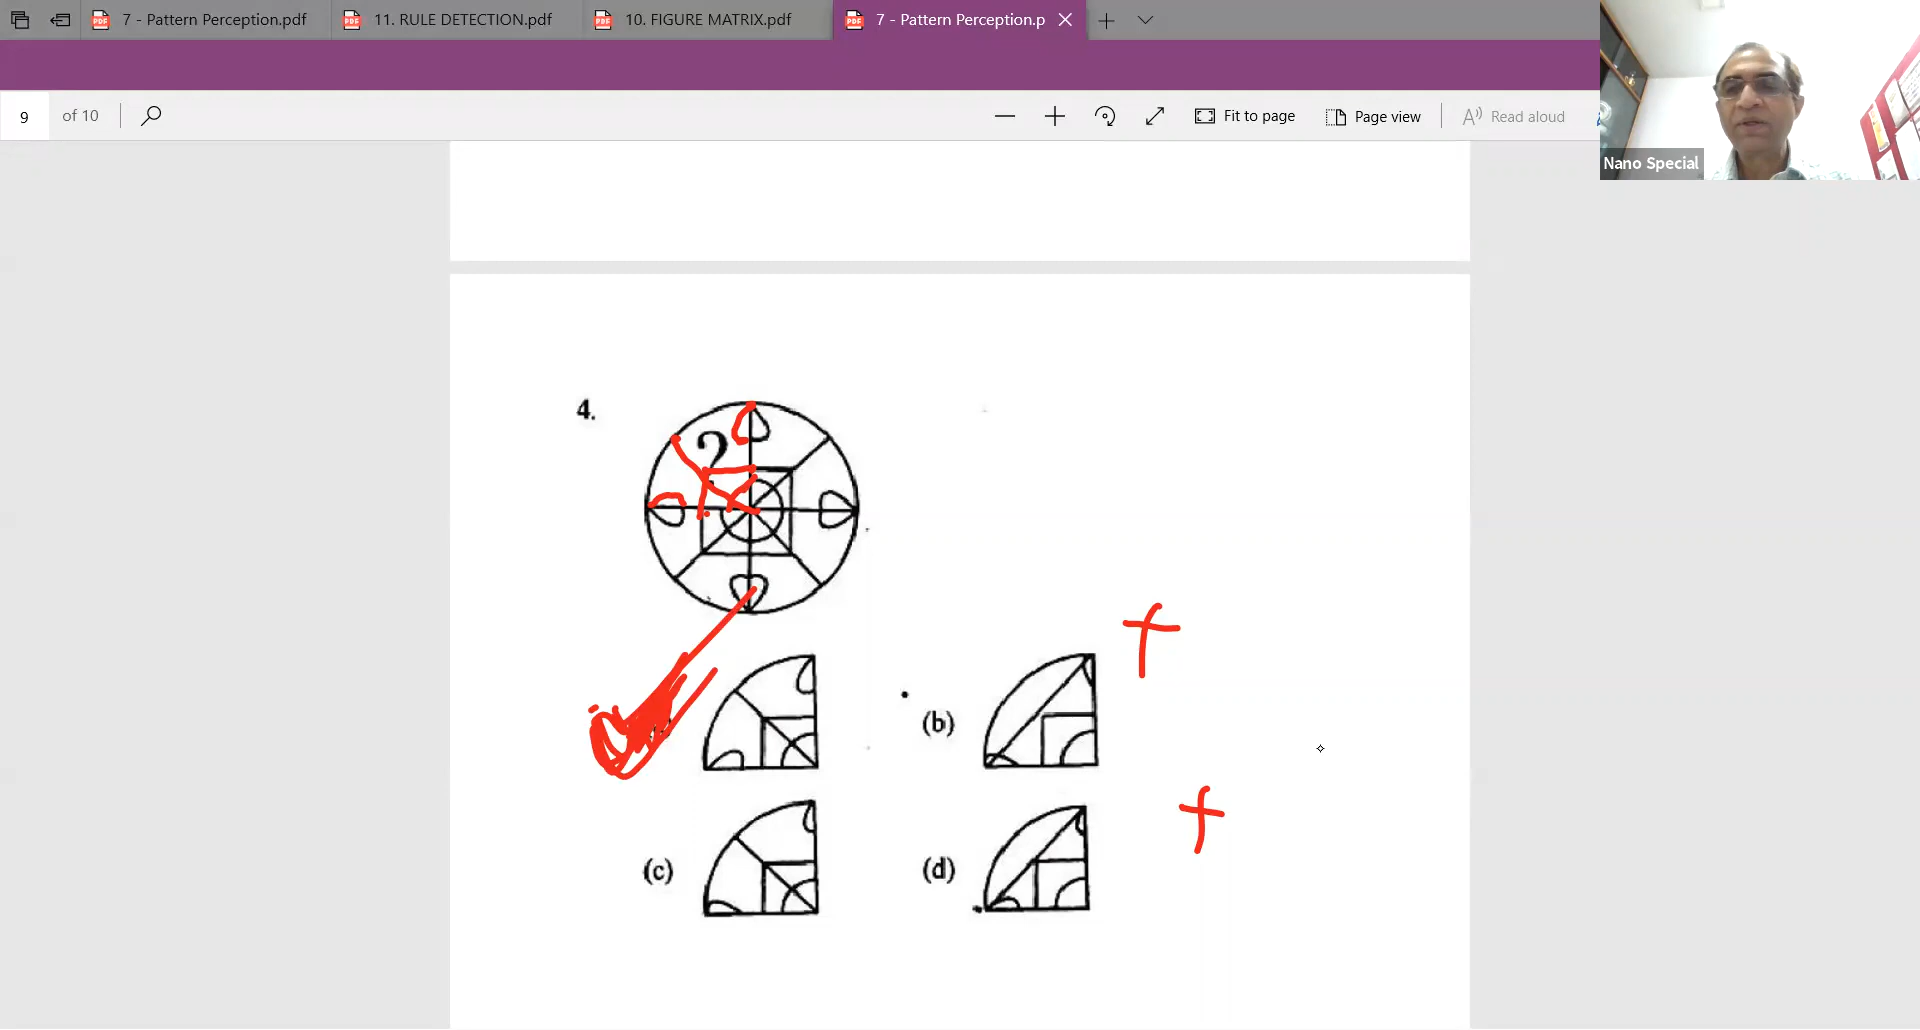 7 - Pattern Perception.pdf
11. RULE DETECTION.pdf
10. FIGURE MATRIX.pdf
7 - Pattern Perception.p
9 of 10
Fit to page
Page view
Read aloud
Nano Special
4.
?
(b)
(c)
(d)